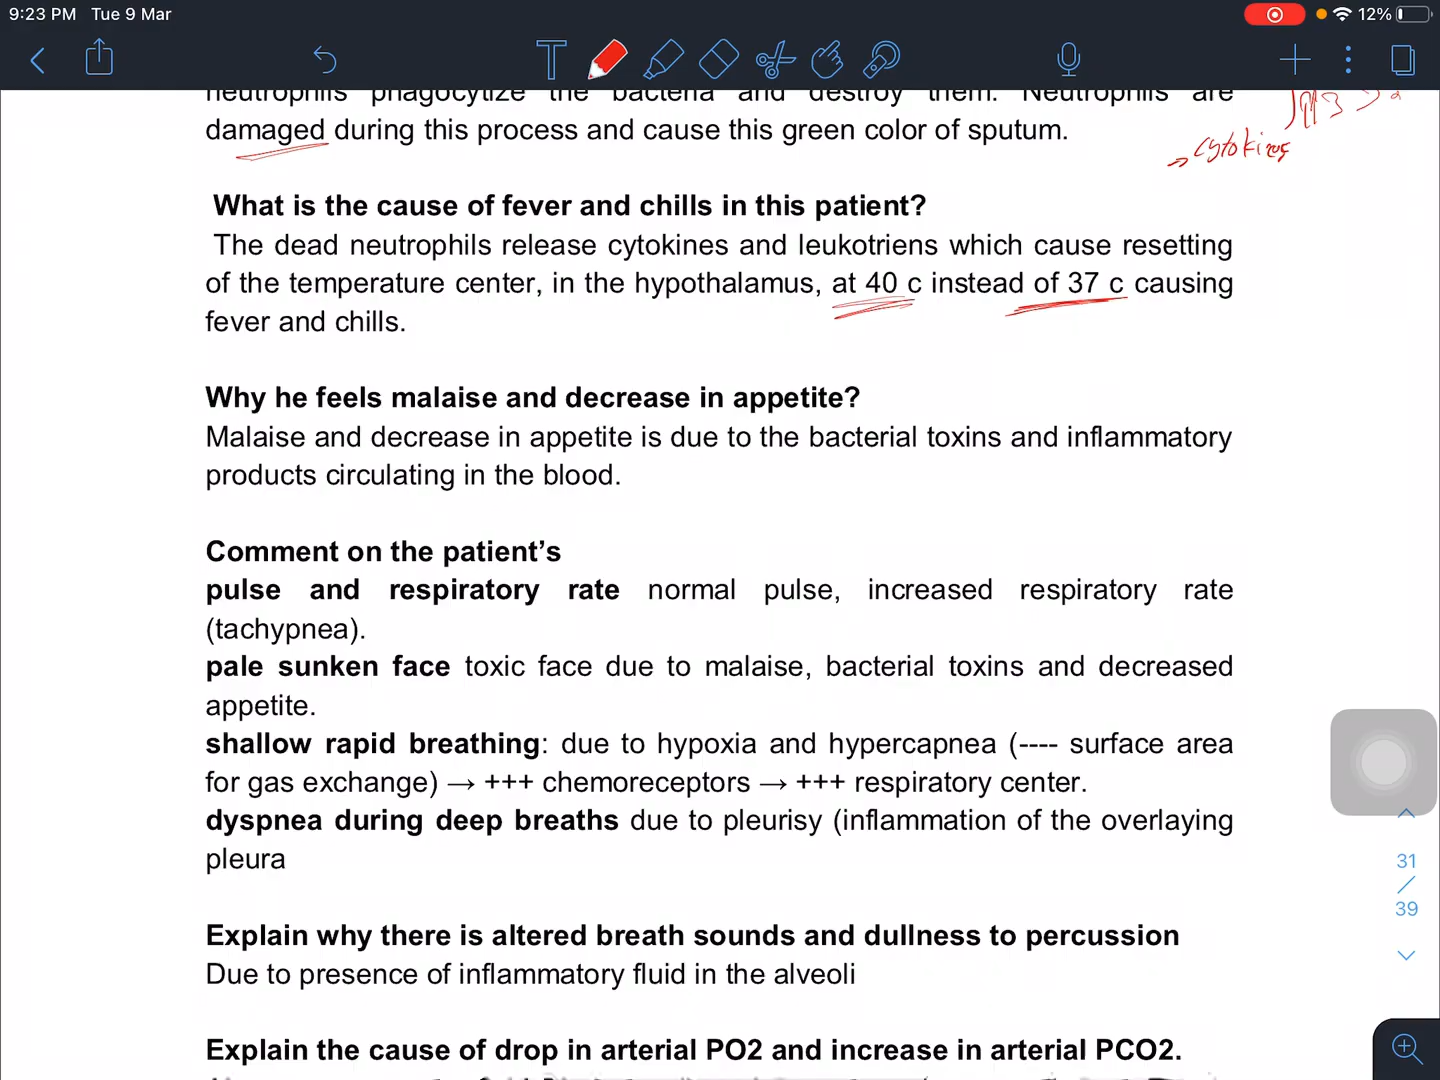 9:23 PM Tue 9 Mar 12%
neutrophils phagocytize the bacteria and destroy them. Neutrophils are
damaged during this process and cause this green color of sputum.
→ cytokines
What is the cause of fever and chills in this patient?
The dead neutrophils release cytokines and leukotriens which cause resetting
of the temperature center, in the hypothalamus, at 40 c instead of 37 c causing
fever and chills.
Why he feels malaise and decrease in appetite?
Malaise and decrease in appetite is due to the bacterial toxins and inflammatory
products circulating in the blood.
Comment on the patient’s
pulse and respiratory rate normal pulse, increased respiratory rate
(tachypnea).
pale sunken face toxic face due to malaise, bacterial toxins and decreased
appetite.
shallow rapid breathing: due to hypoxia and hypercapnea (---- surface area
for gas exchange) → +++ chemoreceptors → +++ respiratory center.
dyspnea during deep breaths due to pleurisy (inflammation of the overlaying
pleura
31
/
39
Explain why there is altered breath sounds and dullness to percussion
Due to presence of inflammatory fluid in the alveoli
Explain the cause of drop in arterial PO2 and increase in arterial PCO2.